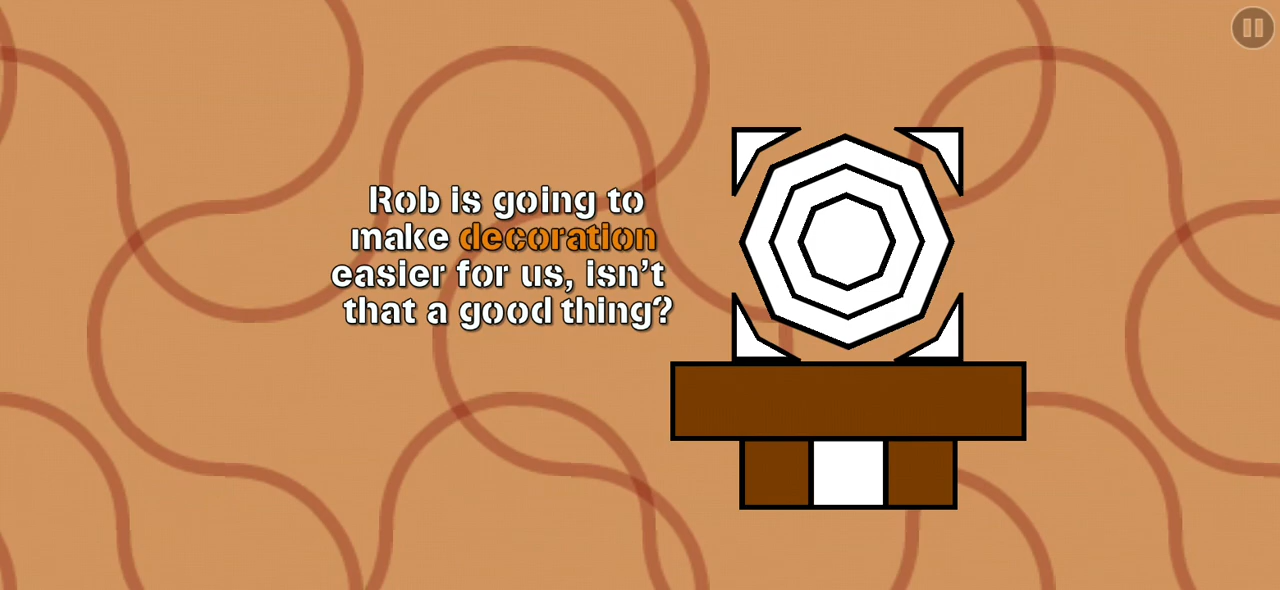 Rob is going to
make decoration
easier for us, isn't
that a good thing?